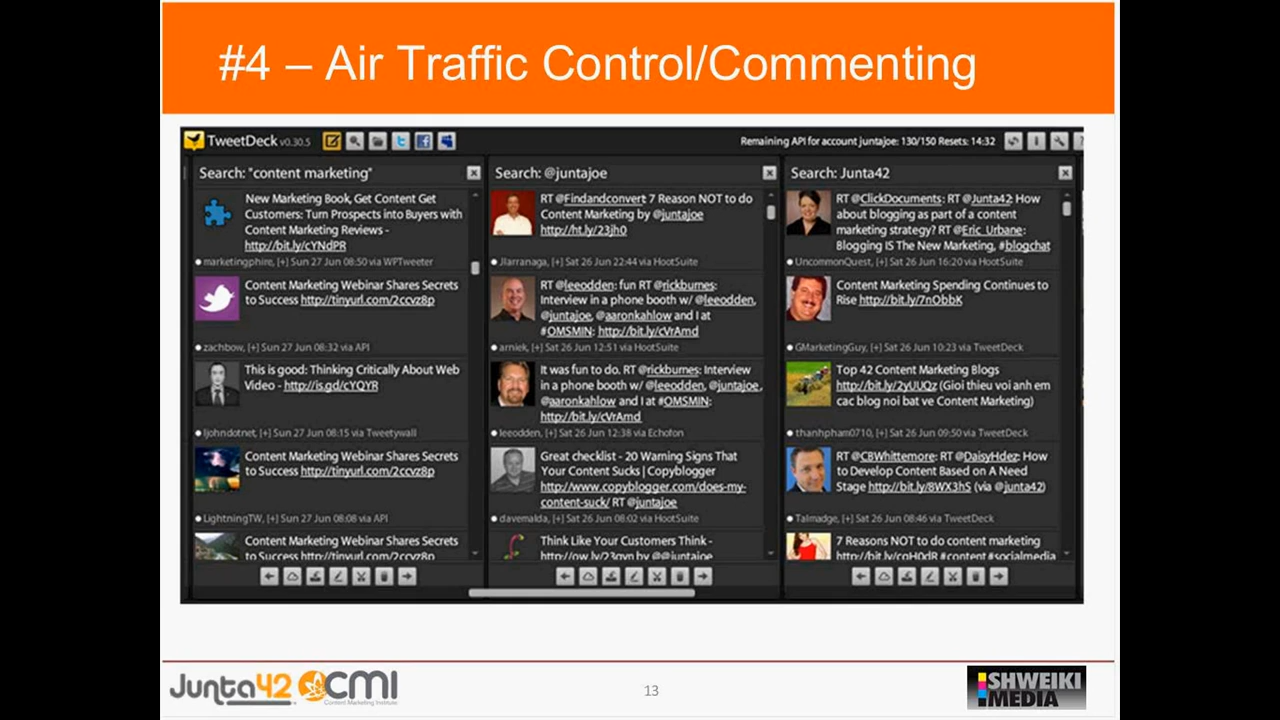 #4 – Air Traffic Control/Commenting
TweetDeck v0.30.5
Remaining API for account juntajoe: 130/150 Resets: 14:32
Search: "content marketing"
New Marketing Book, Get Content Get
Customers: Turn Prospects into Buyers with
Content Marketing Reviews -
http://bit.ly/cYNdPR
marketingphire, [+] Sun 27 Jun 08:50 via WPTweeter
Content Marketing Webinar Shares Secrets
to Success http://tinyurl.com/2ccvz8p
zachbow, [+] Sun 27 Jun 08:32 via API
This is good: Thinking Critically About Web
Video - http://is.gd/cYQYR
ljohndotnet, [+] Sun 27 Jun 08:15 via Tweetywall
Content Marketing Webinar Shares Secrets
to Success http://tinyurl.com/2ccvz8p
LightningTW, [+] Sun 27 Jun 08:08 via API
Content Marketing Webinar Shares Secrets
to Success http://tinyurl.com/2ccvz8p
Search: @juntajoe
RT @Findandconvert 7 Reason NOT to do
Content Marketing by @juntajoe
http://ht.ly/23jh0
Jlarranaga, [+] Sat 26 Jun 22:44 via HootSuite
RT @leeodden: fun RT @rickburnes:
Interview in a phone booth w/ @leeodden,
@juntajoe, @aaronkahlow and I at
#OMSMIN: http://bit.ly/cVrAmd
arniek, [+] Sat 26 Jun 12:51 via HootSuite
It was fun to do. RT @rickburnes: Interview
in a phone booth w/ @leeodden, @juntajoe,
@aaronkahlow and I at #OMSMIN:
http://bit.ly/cVrAmd
leeodden, [+] Sat 26 Jun 12:38 via Echofon
Great checklist - 20 Warning Signs That
Your Content Sucks | Copyblogger
http://www.copyblogger.com/does-my-
content-suck/ RT @juntajoe
davemalda, [+] Sat 26 Jun 08:02 via HootSuite
Think Like Your Customers Think -
http://ow.ly/23qyn by @@juntajoe
Search: Junta42
RT @ClickDocuments: RT @Junta42: How
about blogging as part of a content
marketing strategy? RT @Eric_Urbane:
Blogging IS The New Marketing, #blogchat
UncommonQuest, [+] Sat 26 Jun 16:20 via HootSuite
Content Marketing Spending Continues to
Rise http://bit.ly/7nObbK
GMarketingGuy, [+] Sat 26 Jun 10:23 via TweetDeck
Top 42 Content Marketing Blogs
http://bit.ly/2yUUQz (Gioi thieu voi anh em
cac blog noi bat ve Content Marketing)
thanhpham0710, [+] Sat 26 Jun 09:50 via TweetDeck
RT @CBWhittemore: RT @DaisyHdez: How
to Develop Content Based on A Need
Stage http://bit.ly/8WX3hS (via @junta42)
Talmadge, [+] Sat 26 Jun 08:46 via TweetDeck
7 Reasons NOT to do content marketing
http://bit.ly/coH0dR #content #socialmedia
Junta42
CMI
Content Marketing Institute
13
SHWEIKI
MEDIA